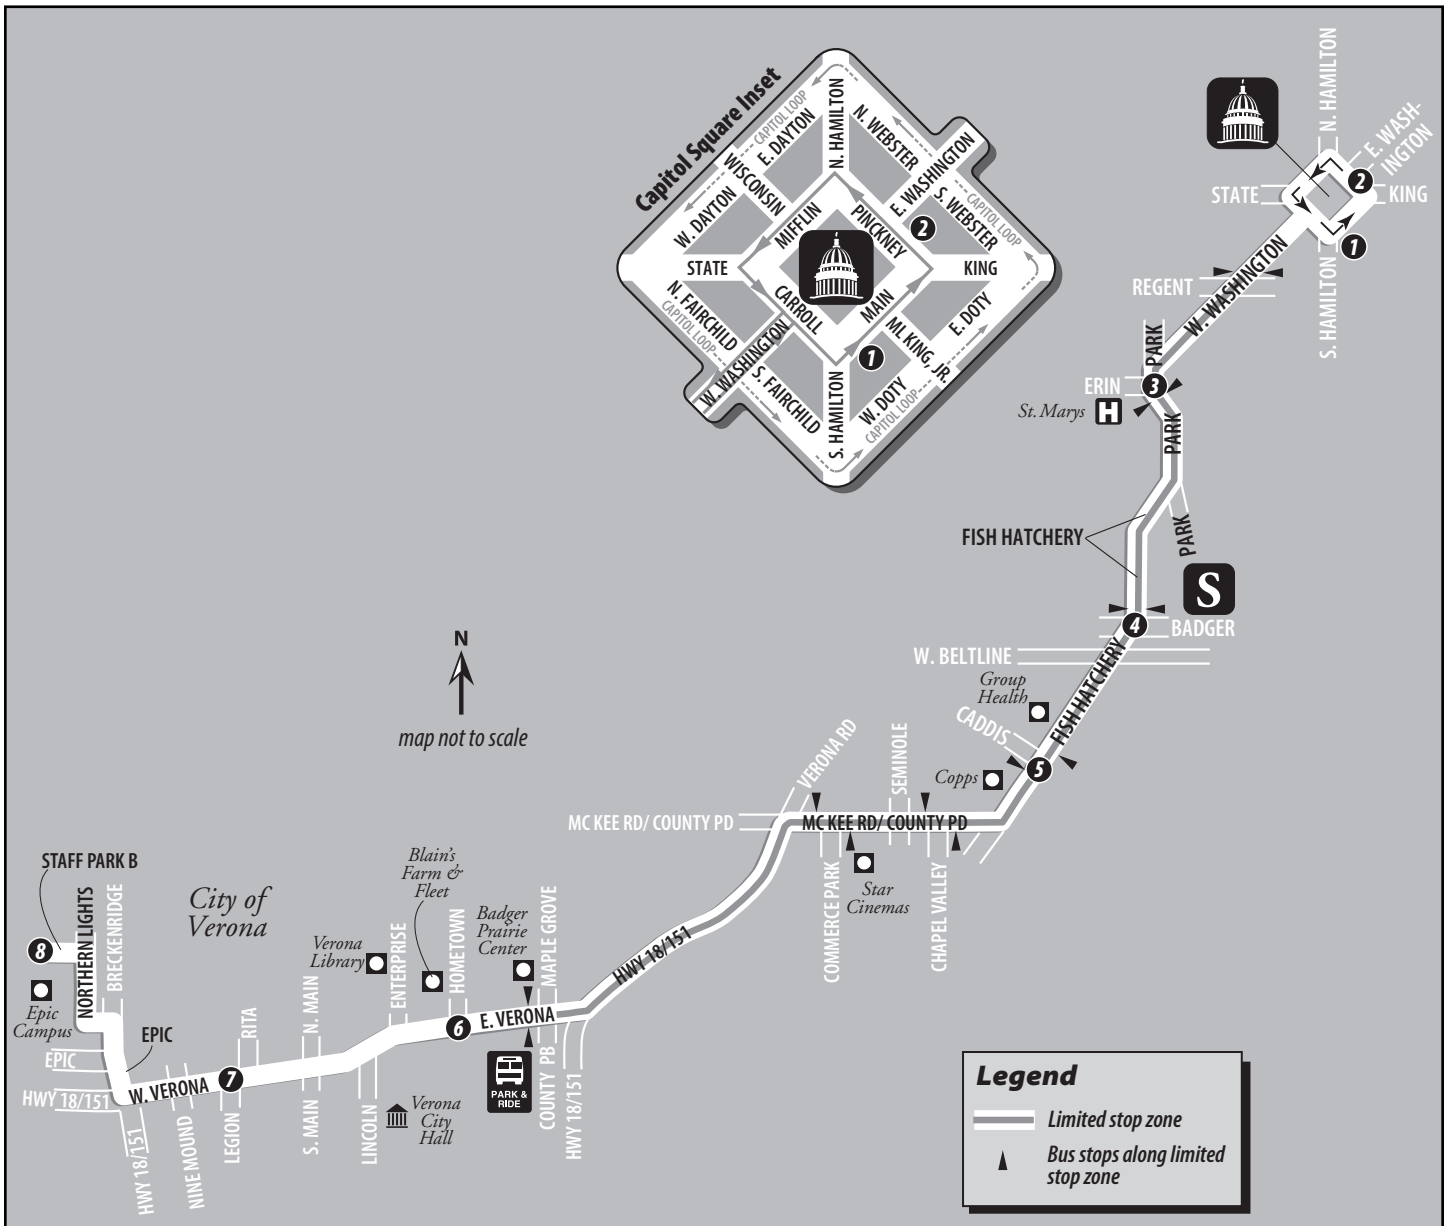 Capitol Square Inset
CAPITOL LOOP
E. DAYTON
N. HAMILTON
N. WEBSTER
E. WASHINGTON
WISCONSIN
W. DAYTON
MIFFLIN
PINCKNEY
S. WEBSTER
CAPITOL LOOP
2
STATE
KING
N. FAIRCHILD
CAPITOL LOOP
CARROLL
MAIN
ML KING, JR.
E. DOTY
1
W. WASHINGTON
S. FAIRCHILD
S. HAMILTON
W. DOTY
CAPITOL LOOP
N. HAMILTON
E. WASH-
INGTON
2
STATE
KING
1
S. HAMILTON
W. WASHINGTON
REGENT
PARK
ERIN
3
St. Marys
H
PARK
FISH HATCHERY
PARK
S
4
BADGER
W. BELTLINE
FISH HATCHERY
Group
Health
CADDIS
5
Copps
N
map not to scale
VERONA RD
SEMINOLE
MC KEE RD/ COUNTY PD
MC KEE RD/ COUNTY PD
COMMERCE PARK
Star
Cinemas
CHAPEL VALLEY
HWY 18/151
STAFF PARK B
8
NORTHERN LIGHTS
BRECKENRIDGE
City of
Verona
Epic
Campus
EPIC
EPIC
HWY 18/151
HWY 18/151
W. VERONA
NINE MOUND
7
LEGION
RITA
N. MAIN
S. MAIN
Verona
Library
LINCOLN
ENTERPRISE
Verona
City
Hall
Blain's
Farm &
Fleet
HOMETOWN
6
E. VERONA
Badger
Prairie
Center
MAPLE GROVE
PARK &
RIDE
COUNTY PB
HWY 18/151
Legend
Limited stop zone
Bus stops along limited
stop zone